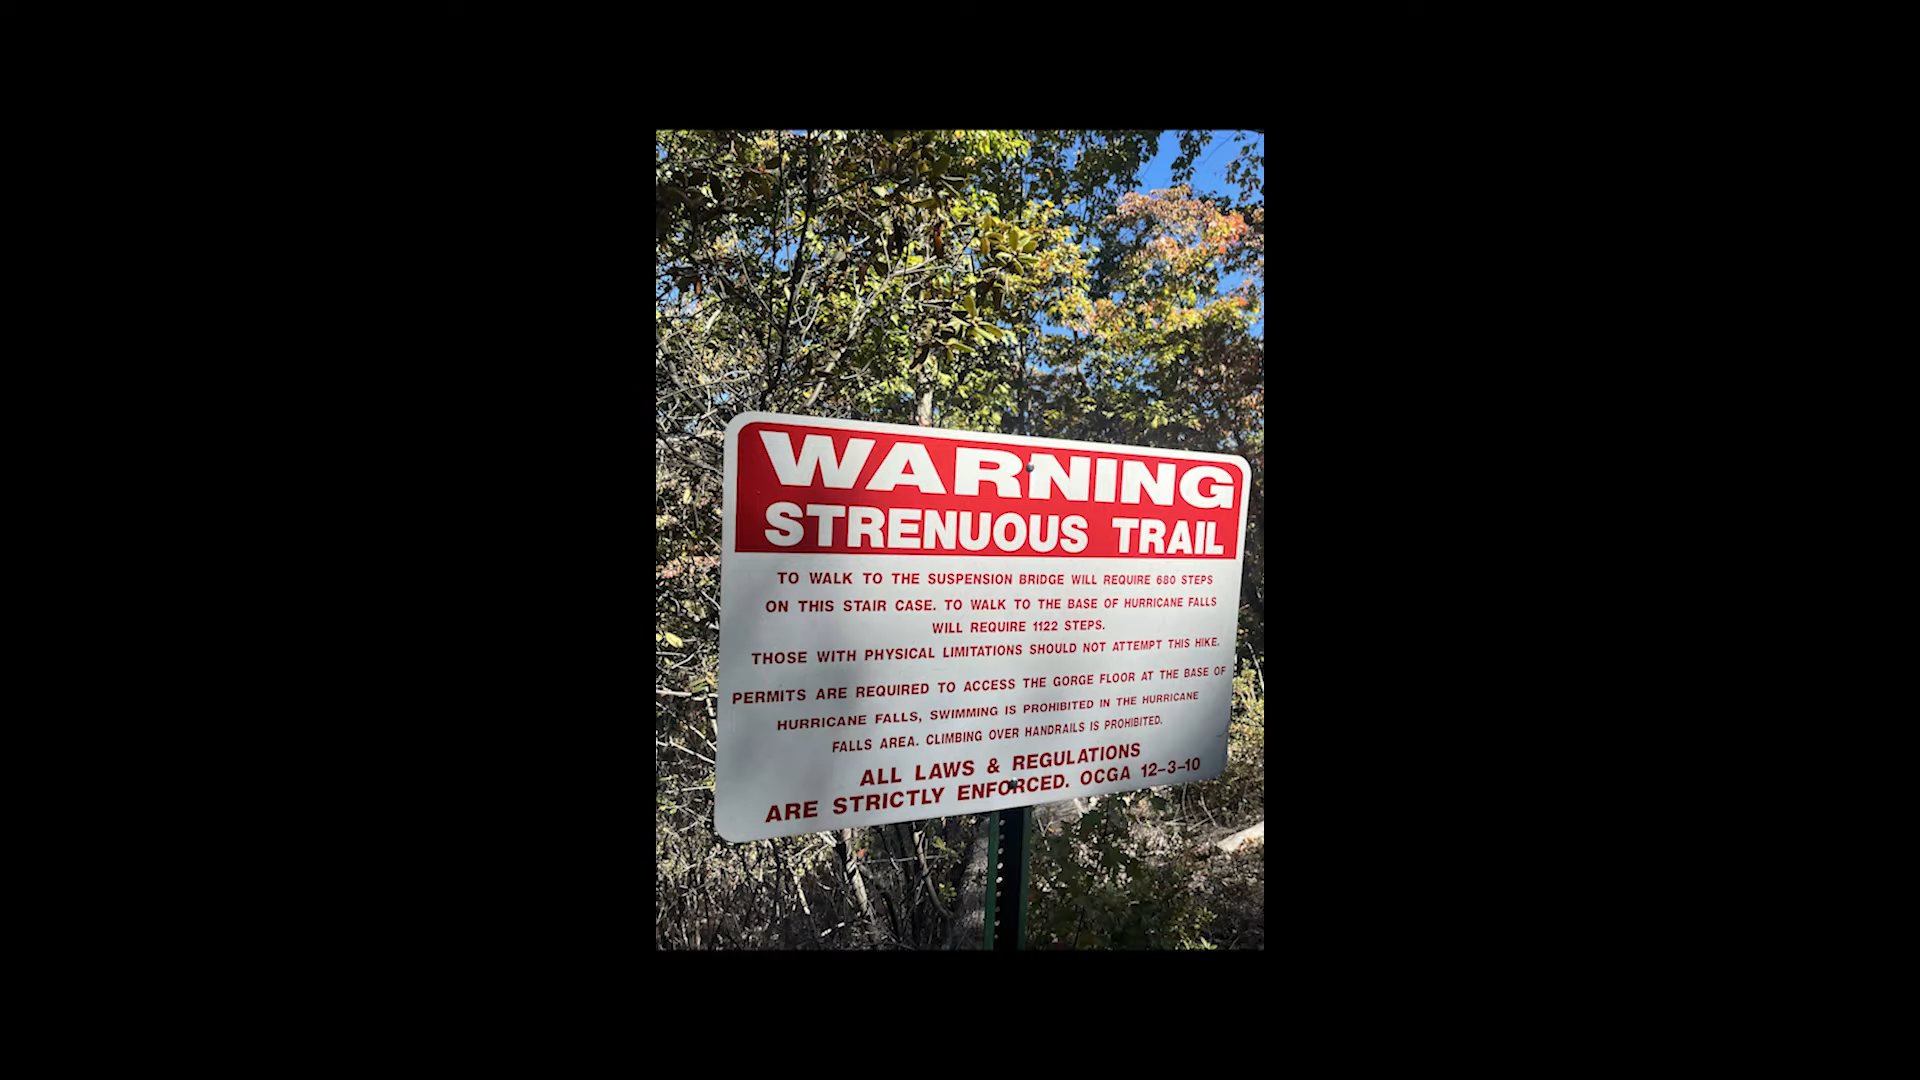 WARNING
STRENUOUS TRAIL
TO WALK TO THE SUSPENSION BRIDGE WILL REQUIRE 680 STEPS
ON THIS STAIR CASE. TO WALK TO THE BASE OF HURRICANE FALLS
WILL REQUIRE 1122 STEPS.
THOSE WITH PHYSICAL LIMITATIONS SHOULD NOT ATTEMPT THIS HIKE.
PERMITS ARE REQUIRED TO ACCESS THE GORGE FLOOR AT THE BASE OF
HURRICANE FALLS, SWIMMING IS PROHIBITED IN THE HURRICANE
FALLS AREA. CLIMBING OVER HANDRAILS IS PROHIBITED.
ALL LAWS & REGULATIONS
ARE STRICTLY ENFORCED. OCGA 12-3-10